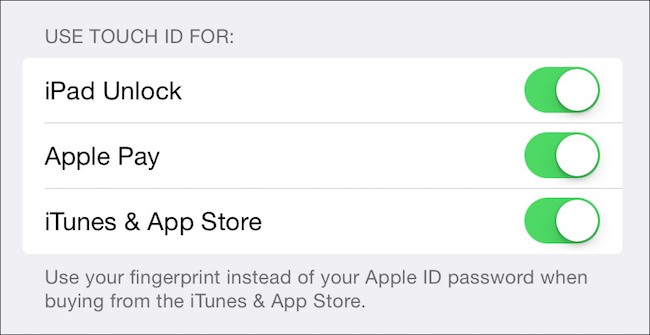 USE TOUCH ID FOR:
iPad Unlock
Apple Pay
iTunes & App Store
Use your fingerprint instead of your Apple ID password when
buying from the iTunes & App Store.